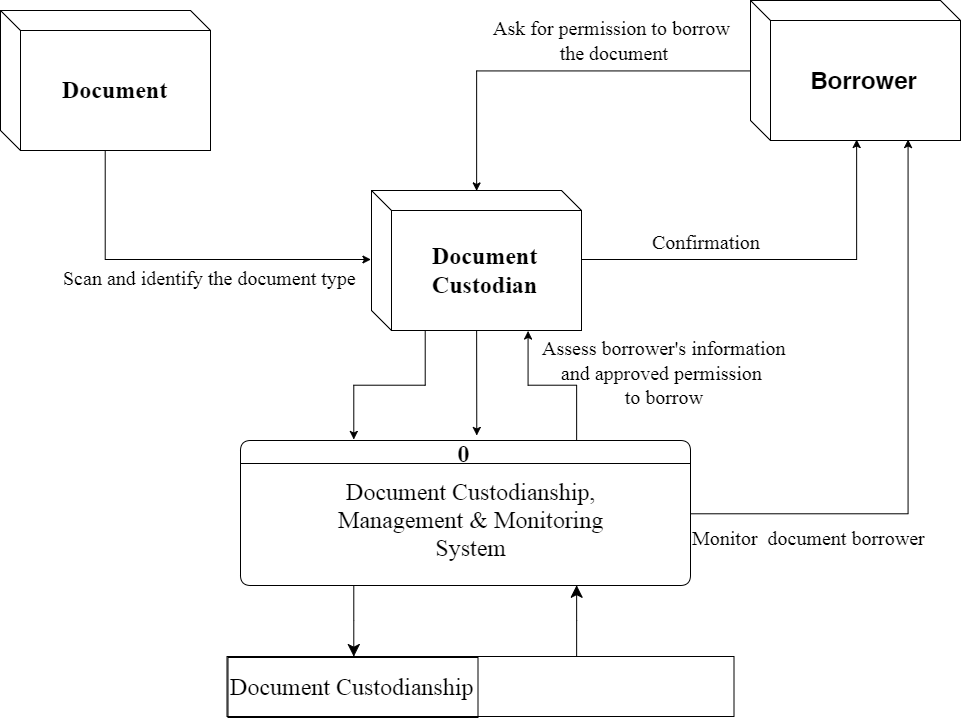 Ask for permission to borrow
the document
Document
Borrower
Scan and identify the document type
Document
Custodian
Confirmation
Assess borrower's information
and approved permission
to borrow
0
Document Custodianship,
Management & Monitoring
System
Monitor document borrower
Document Custodianship